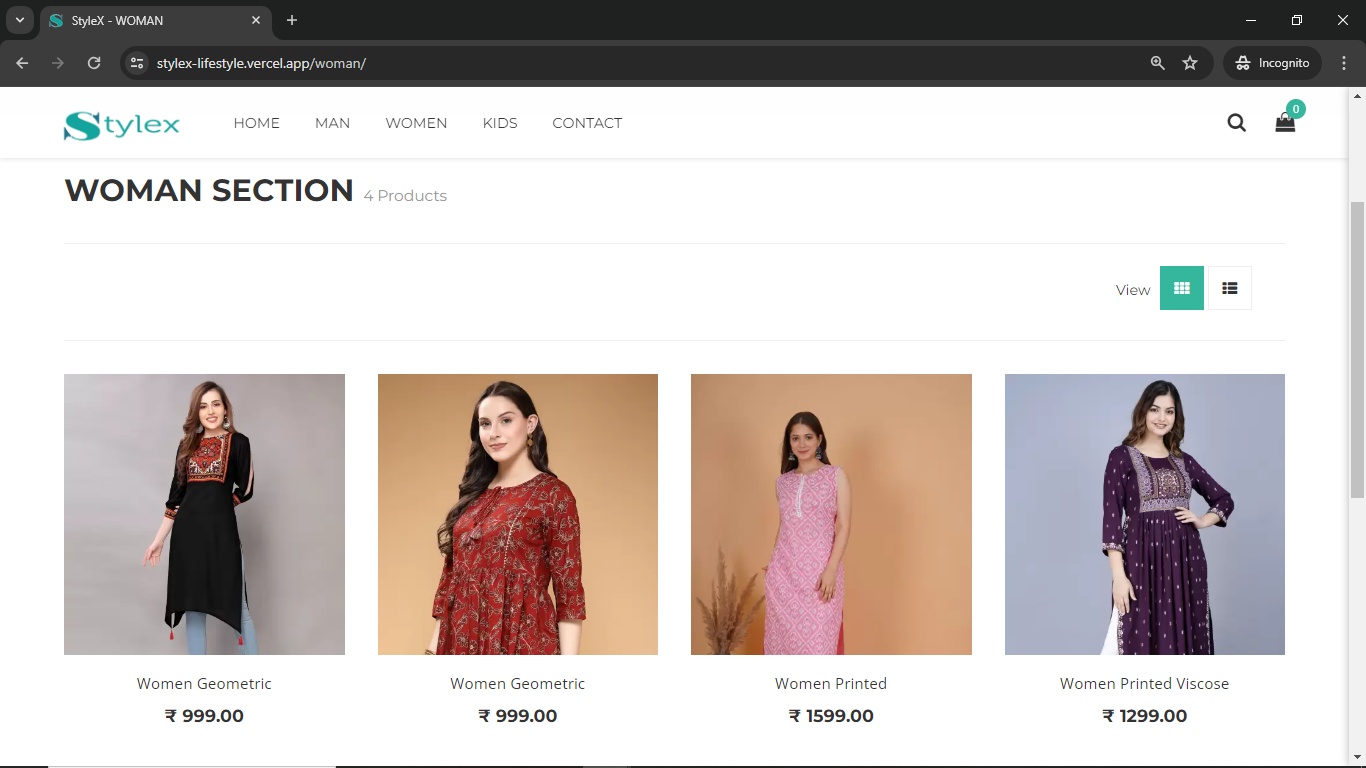 StyleX - WOMAN
stylex-lifestyle.vercel.app/woman/
Incognito
Stylex
HOME
MAN
WOMEN
KIDS
CONTACT
0
WOMAN SECTION 4 Products
View
Women Geometric
₹ 999.00
Women Geometric
₹ 999.00
Women Printed
₹ 1599.00
Women Printed Viscose
₹ 1299.00